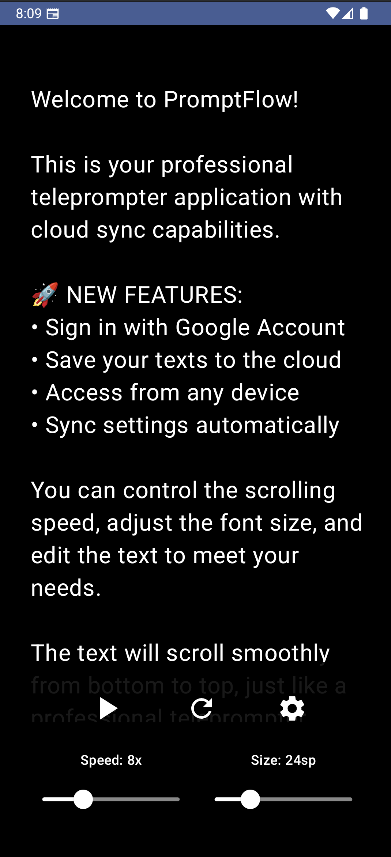 8:09
Welcome to PromptFlow!
This is your professional
teleprompter application with
cloud sync capabilities.
🚀 NEW FEATURES:
• Sign in with Google Account
• Save your texts to the cloud
• Access from any device
• Sync settings automatically
You can control the scrolling
speed, adjust the font size, and
edit the text to meet your
needs.
The text will scroll smoothly
from bottom to top, just like a
professional teleprompter.
Speed: 8x
Size: 24sp